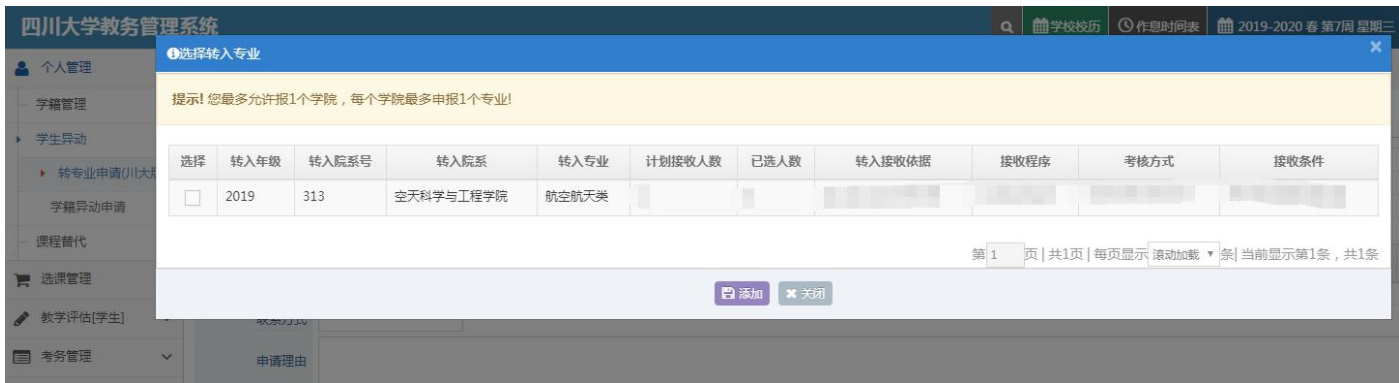 四川大学教务管理系统
学校校历 作息时间表 2019-2020 春 第7周 星期三
选择转入专业
个人管理
提示! 您最多允许报1个学院，每个学院最多申报1个专业!
学籍管理
学生异动
选择 转入年级 转入院系号 转入院系 转入专业 计划接收人数 已选人数 转入接收依据 接收程序 考核方式 接收条件
转专业申请(川大
2019 313 空天科学与工程学院 航空航天类
学籍异动申请
课程替代
第 1 页 | 共1页 | 每页显示 滚动加载 条| 当前显示第1条，共1条
选课管理
添加 关闭
教学评估[学生]
联系方式
考务管理
申请理由